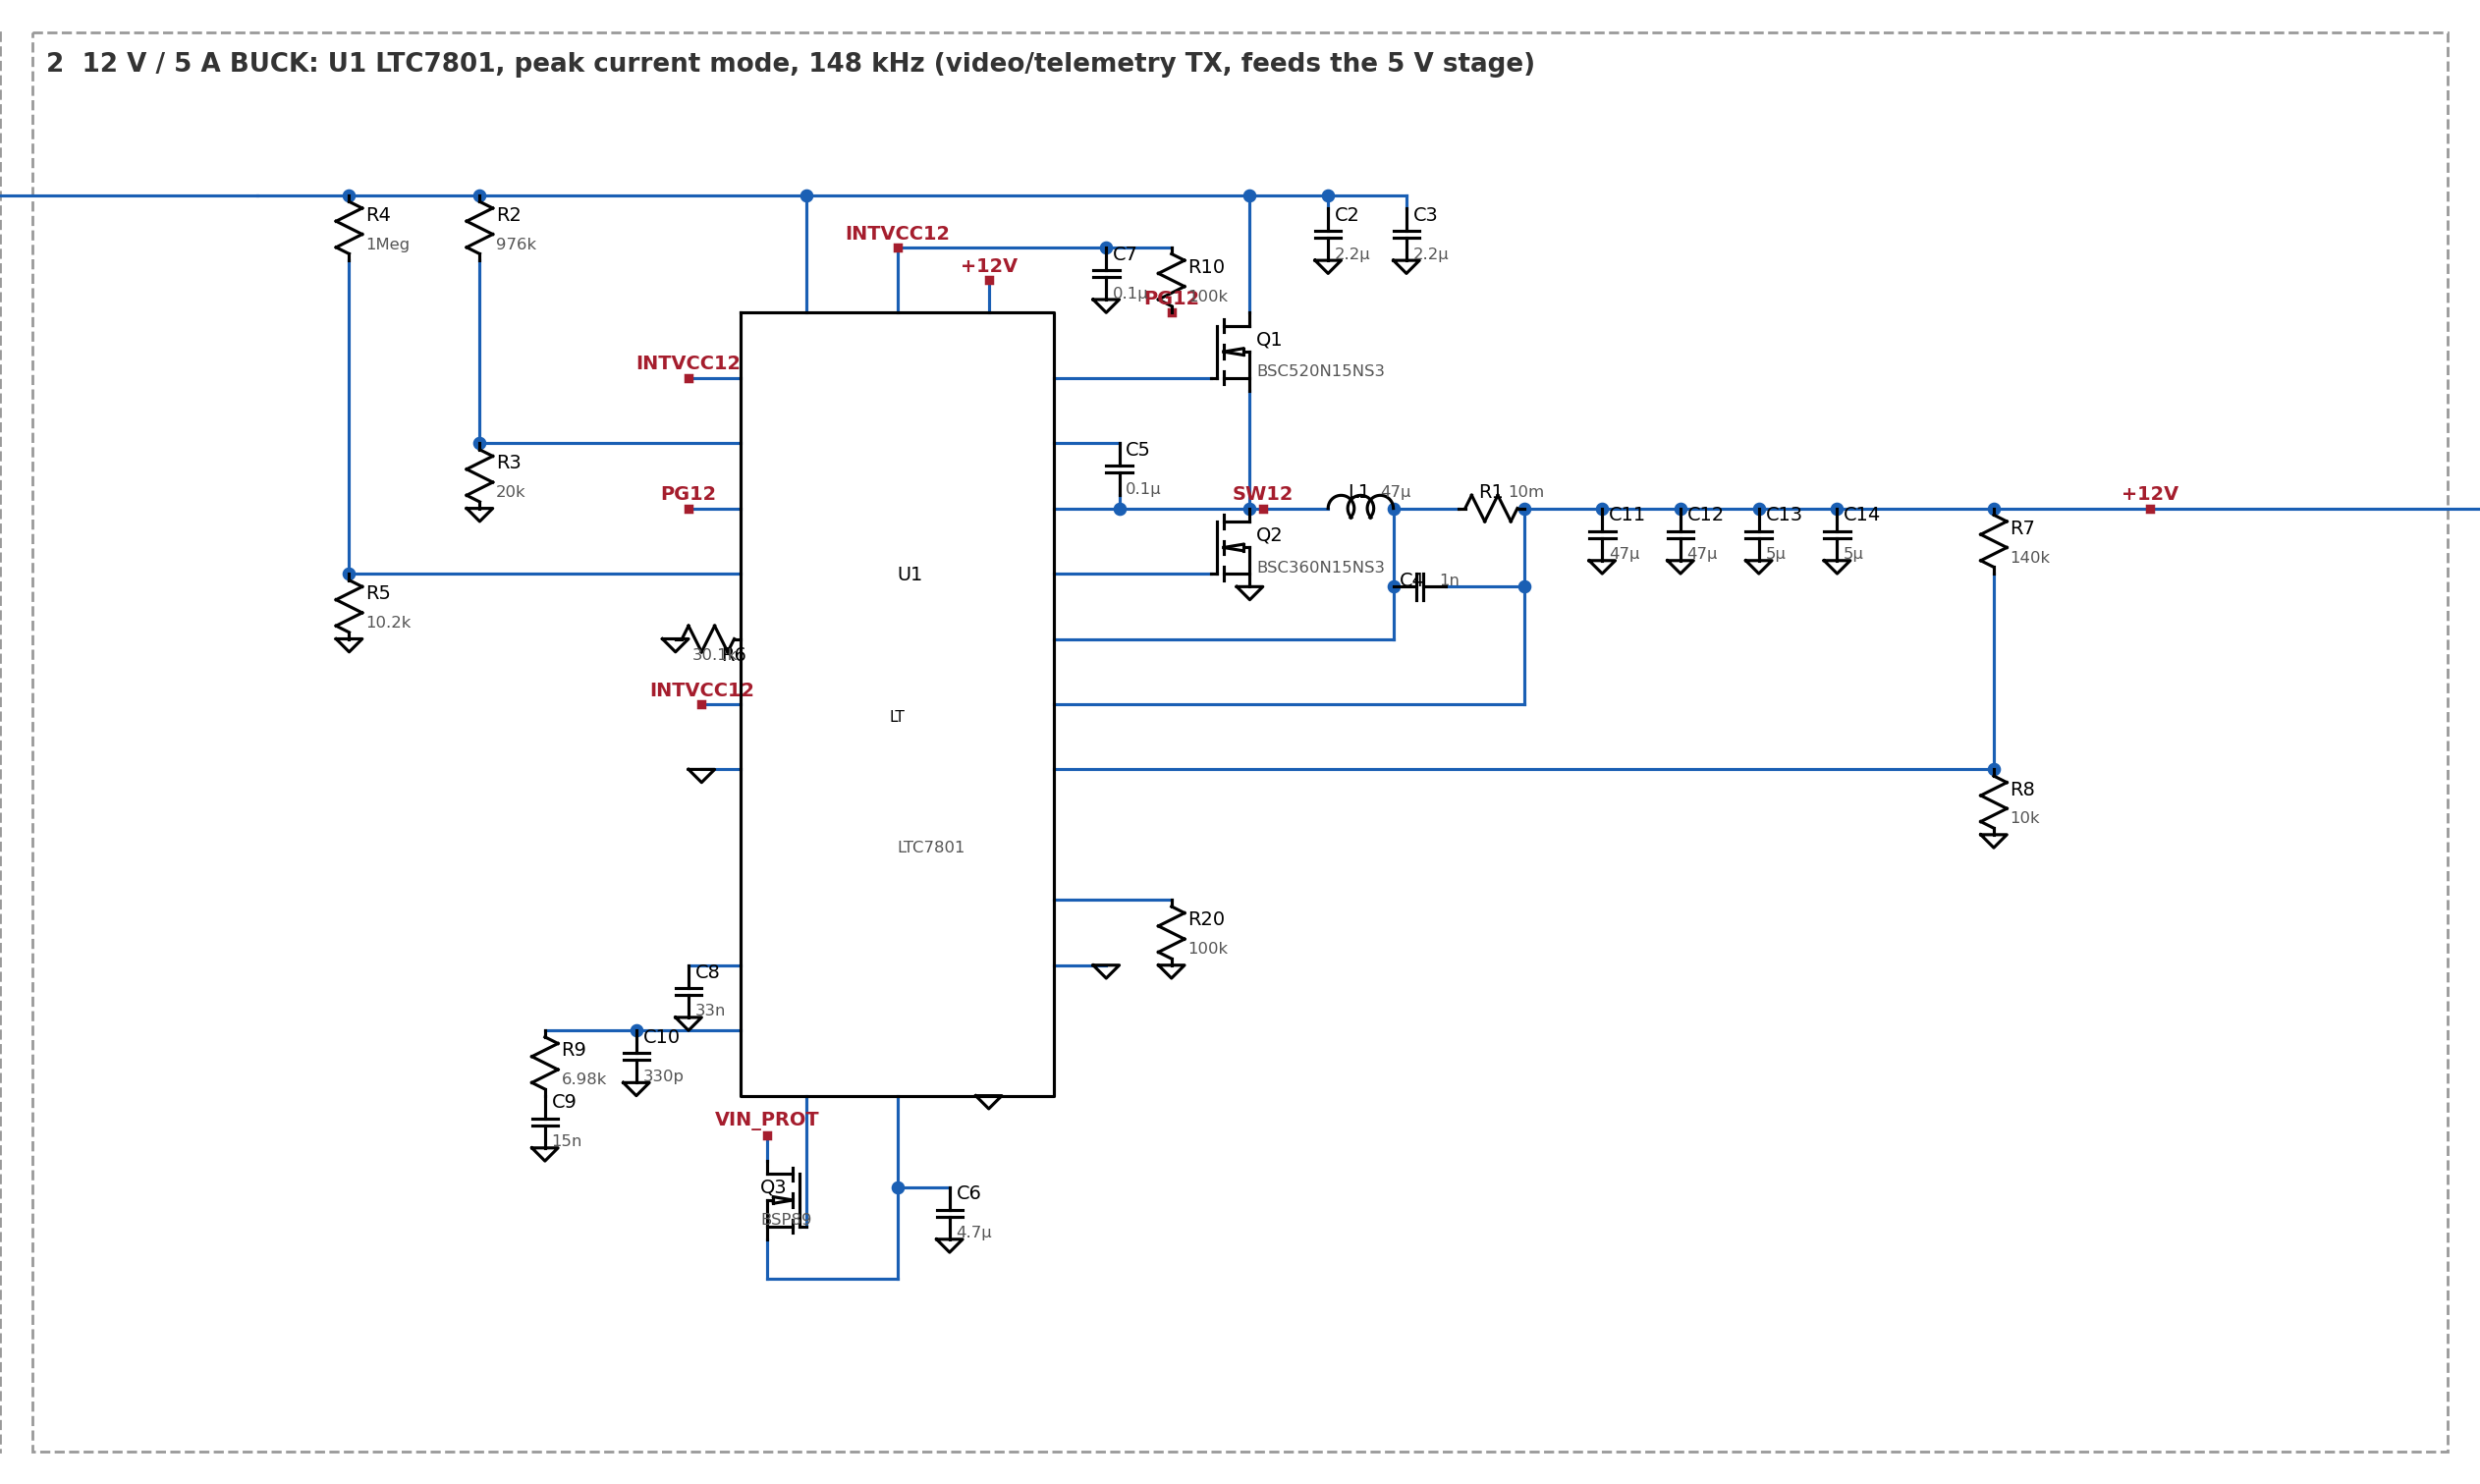 2 12 V / 5 A BUCK: U1 LTC7801, peak current mode, 148 kHz (video/telemetry TX, feeds the 5 V stage)
R4
1Meg
R2
976k
INTVCC12
+12V
C7
0.1µ
R10
100k
PG12
C2
2.2µ
C3
2.2µ
INTVCC12
Q1
BSC520N15NS3
R3
20k
PG12
C5
0.1µ
SW12
L1 47µ
R1 10m
C11
47µ
C12
47µ
C13
5µ
C14
5µ
R7
140k
+12V
Q2
BSC360N15NS3
C4 1n
R5
10.2k
U1
30.1k
R6
INTVCC12
LT
LTC7801
R8
10k
R20
100k
C8
33n
C10
330p
R9
6.98k
C9
15n
VIN_PROT
Q3
BSP89
C6
4.7µ